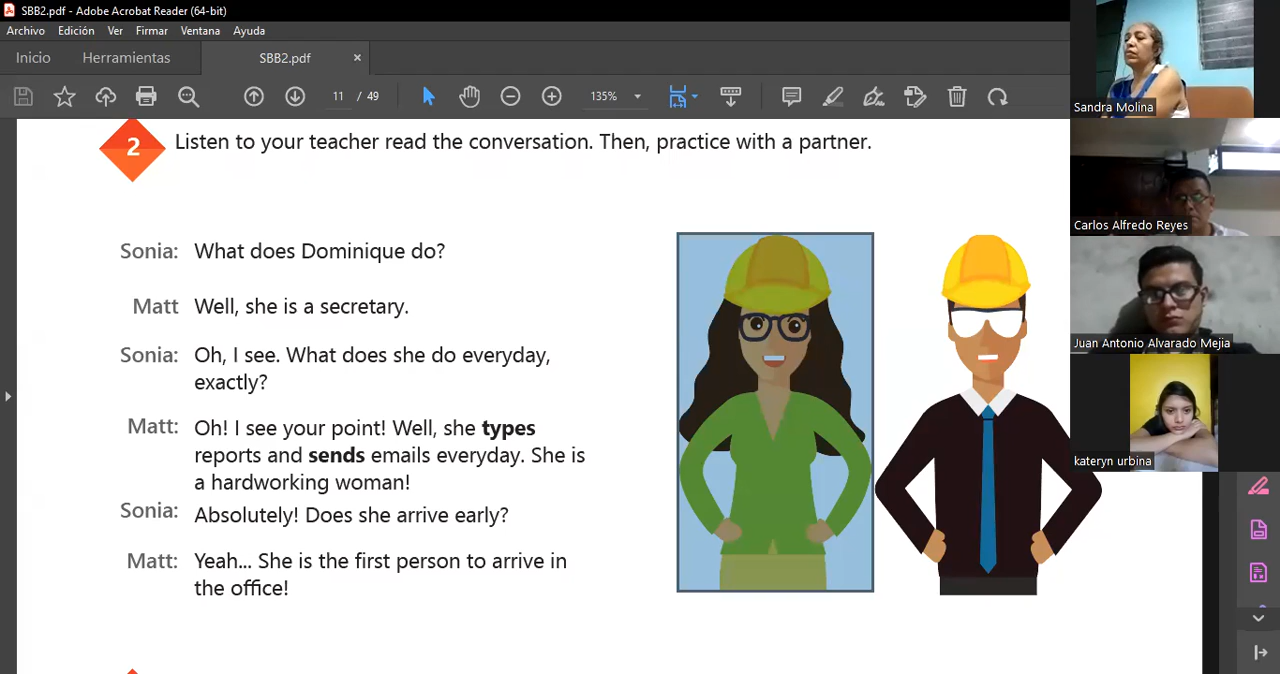 SBB2.pdf - Adobe Acrobat Reader (64-bit)
Archivo Edición Ver Firmar Ventana Ayuda
Inicio Herramientas SBB2.pdf ×
11 / 49 135%
2 Listen to your teacher read the conversation. Then, practice with a partner.
Sonia: What does Dominique do?
Matt Well, she is a secretary.
Sonia: Oh, I see. What does she do everyday,
exactly?
Matt: Oh! I see your point! Well, she types
reports and sends emails everyday. She is
a hardworking woman!
Sonia: Absolutely! Does she arrive early?
Matt: Yeah... She is the first person to arrive in
the office!
Sandra Molina
Carlos Alfredo Reyes
Juan Antonio Alvarado Mejia
kateryn urbina